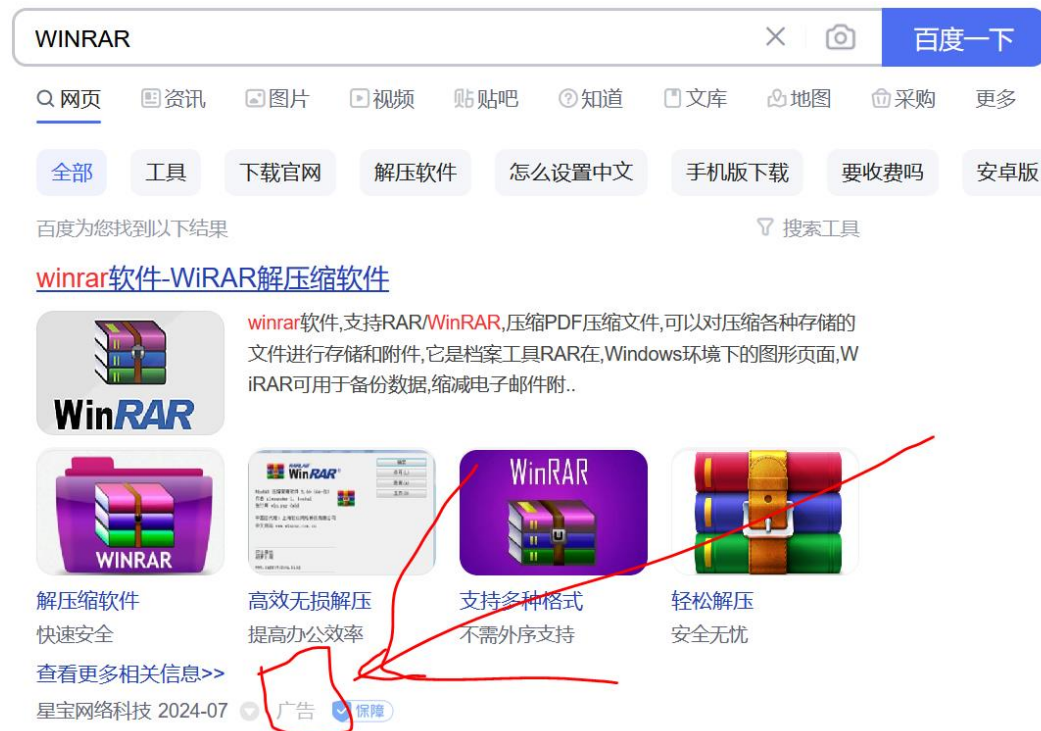 WINRAR
百度一下
网页 资讯 图片 视频 贴吧 知道 文库 地图 采购 更多
全部 工具 下载官网 解压软件 怎么设置中文 手机版下载 要收费吗 安卓版
百度为您找到以下结果 搜索工具
winrar软件-WiRAR解压缩软件
winrar软件,支持RAR/WinRAR,压缩PDF压缩文件,可以对压缩各种存储的
文件进行存储和附件,它是档案工具RAR在,Windows环境下的图形页面,W
iRAR可用于备份数据,缩减电子邮件附..
WinRAR
WINRAR
WinRAR
WinRAR
解压缩软件 高效无损解压 支持多种格式 轻松解压
快速安全 提高办公效率 不需外序支持 安全无忧
查看更多相关信息>>
星宝网络科技 2024-07 广告 保障